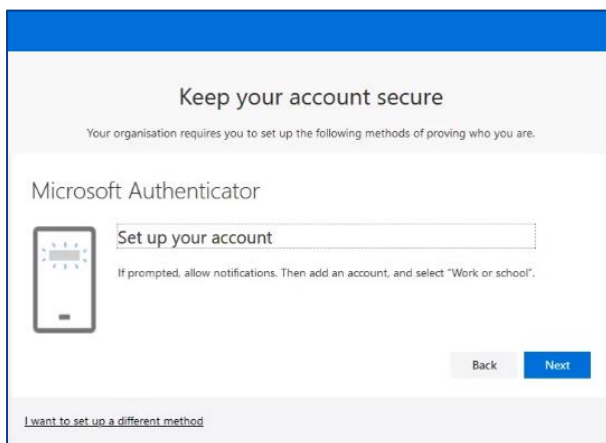 Keep your account secure
Your organisation requires you to set up the following methods of proving who you are.
Microsoft Authenticator
Set up your account
If prompted, allow notifications. Then add an account, and select "Work or school".
Back Next
I want to set up a different method